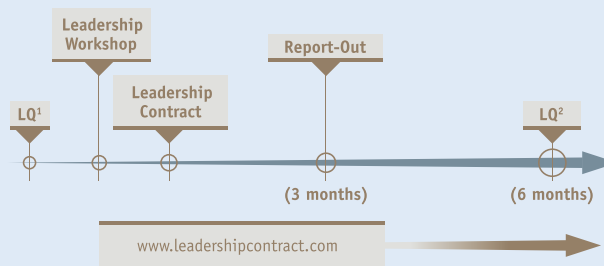 Leadership
Workshop
Report-Out
Leadership
Contract
LQ¹
LQ²
(3 months)
(6 months)
www.leadershipcontract.com